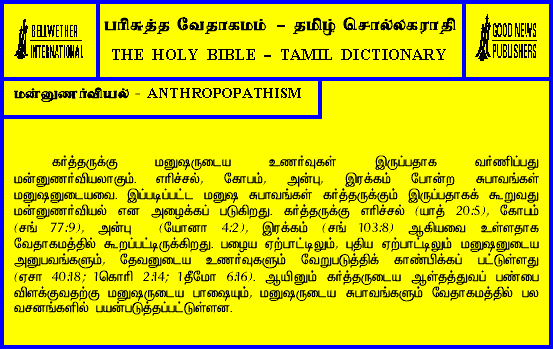 BELLWETHER
INTERNATIONAL
பரிசுத்த வேதாகமம் – தமிழ் சொல்லகராதி
THE HOLY BIBLE – TAMIL DICTIONARY
GOOD NEWS
PUBLISHERS
மன்னுணர்வியல் - ANTHROPOPATHISM
கர்த்தருக்கு மனுஷருடைய உணர்வுகள் இருப்பதாக வர்ணிப்பது
மன்னுணர்வியலாகும். எரிச்சல், கோபம், அன்பு, இரக்கம் போன்ற சுபாவங்கள்
மனுஷனுடையவை. இப்படிப்பட்ட மனுஷ சுபாவங்கள் கர்த்தருக்கும் இருப்பதாகக் கூறுவது
மன்னுணர்வியல் என அழைக்கப் படுகிறது. கர்த்தருக்கு எரிச்சல் (யாத் 20:5), கோபம்
(சங் 77:9), அன்பு (யோனா 4:2), இரக்கம் (சங் 103:8) ஆகியவை உள்ளதாக
வேதாகமத்தில் கூறப்பட்டிருக்கிறது. பழைய ஏற்பாட்டிலும், புதிய ஏற்பாட்டிலும் மனுஷனுடைய
அனுபவங்களும், தேவனுடைய உணர்வுகளும் வேறுபடுத்திக் காண்பிக்கப் பட்டுள்ளது
(ஏசா 40:18; 1கொரி 2:14; 1தீமோ 6:16). ஆயினும் கர்த்தருடைய ஆள்தத்துவப் பண்பை
விளக்குவதற்கு மனுஷருடைய பாஷையும், மனுஷருடைய சுபாவங்களும் வேதாகமத்தில் பல
வசனங்களில் பயன்படுத்தப்பட்டுள்ளன.